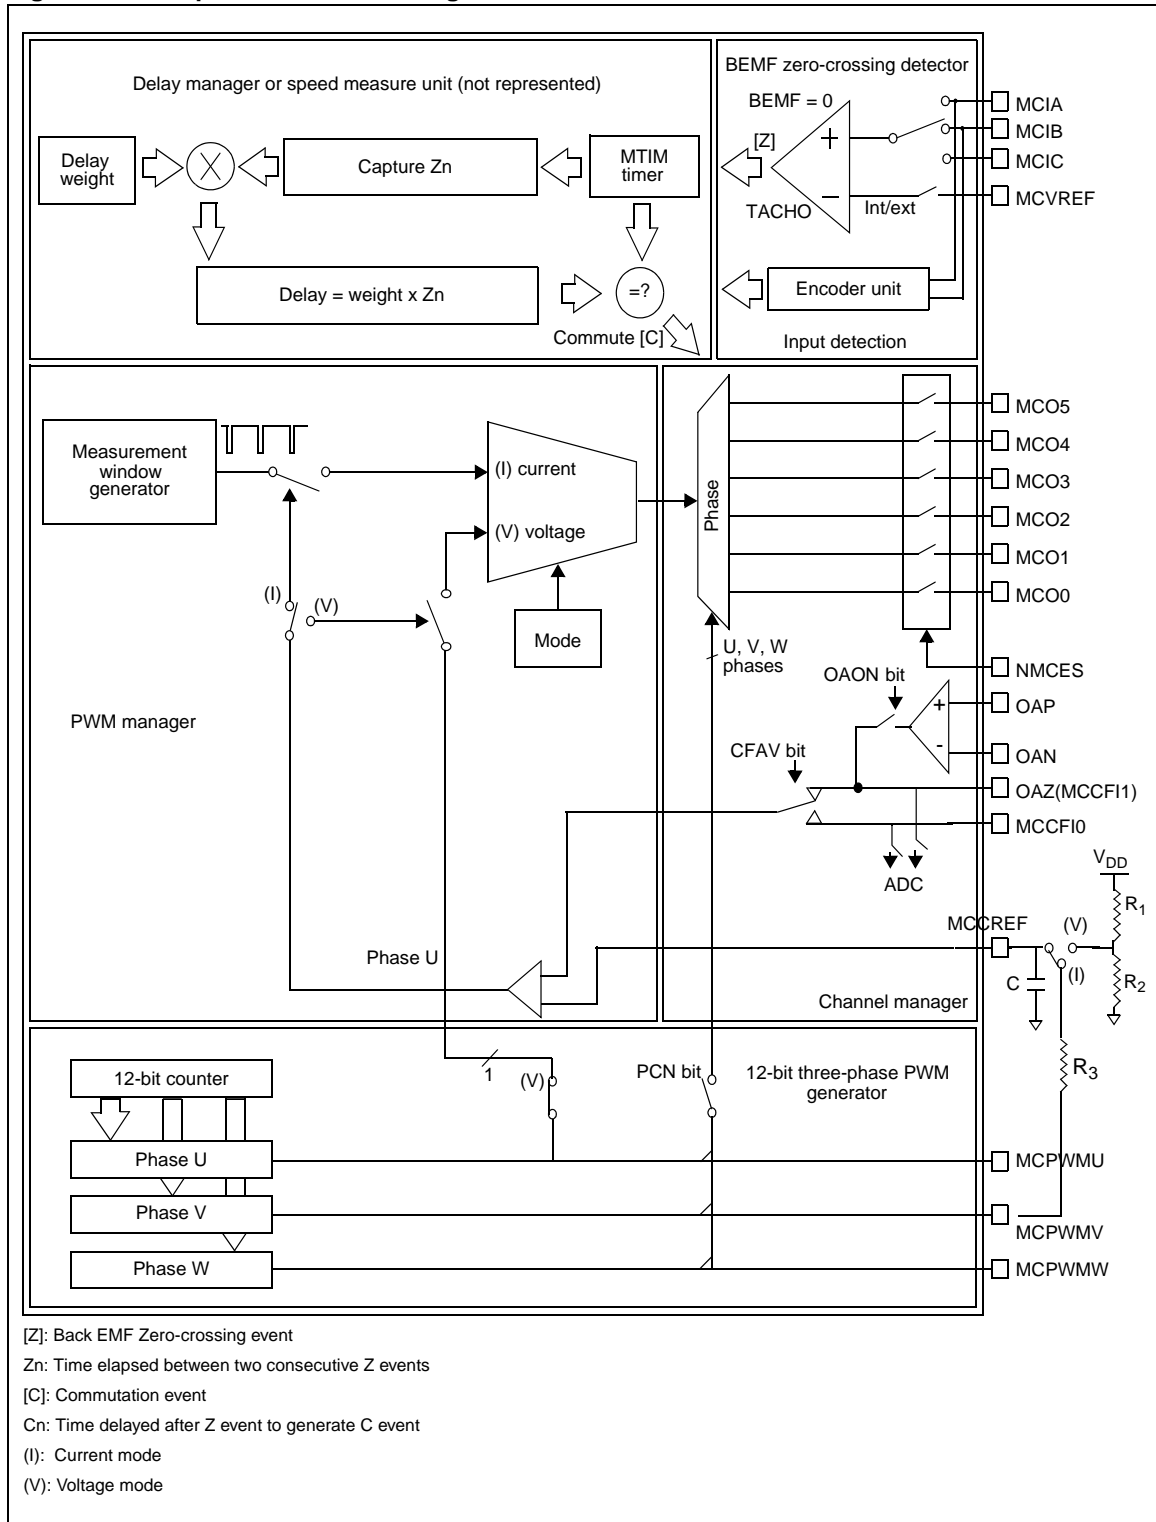 Delay manager or speed measure unit (not represented)
Delay
weight
X
Capture Zn
MTIM
timer
Delay = weight x Zn
=?
Commute [C]
BEMF zero-crossing detector
BEMF = 0
[Z]
+
−
TACHO
Int/ext
Encoder unit
Input detection
MCIA
MCIB
MCIC
MCVREF
Measurement
window
generator
(I) current
(V) voltage
(I)
(V)
Mode
PWM manager
Phase U
Phase
U, V, W
phases
OAON bit
+
-
CFAV bit
ADC
Channel manager
MCO5
MCO4
MCO3
MCO2
MCO1
MCO0
NMCES
OAP
OAN
OAZ(MCCFI1)
MCCFI0
VDD
R1
MCCREF
(V)
(I)
C
R2
R3
12-bit counter
1
(V)
PCN bit
12-bit three-phase PWM
generator
Phase U
Phase V
Phase W
MCPWMU
MCPWMV
MCPWMW
[Z]: Back EMF Zero-crossing event
Zn: Time elapsed between two consecutive Z events
[C]: Commutation event
Cn: Time delayed after Z event to generate C event
(I): Current mode
(V): Voltage mode